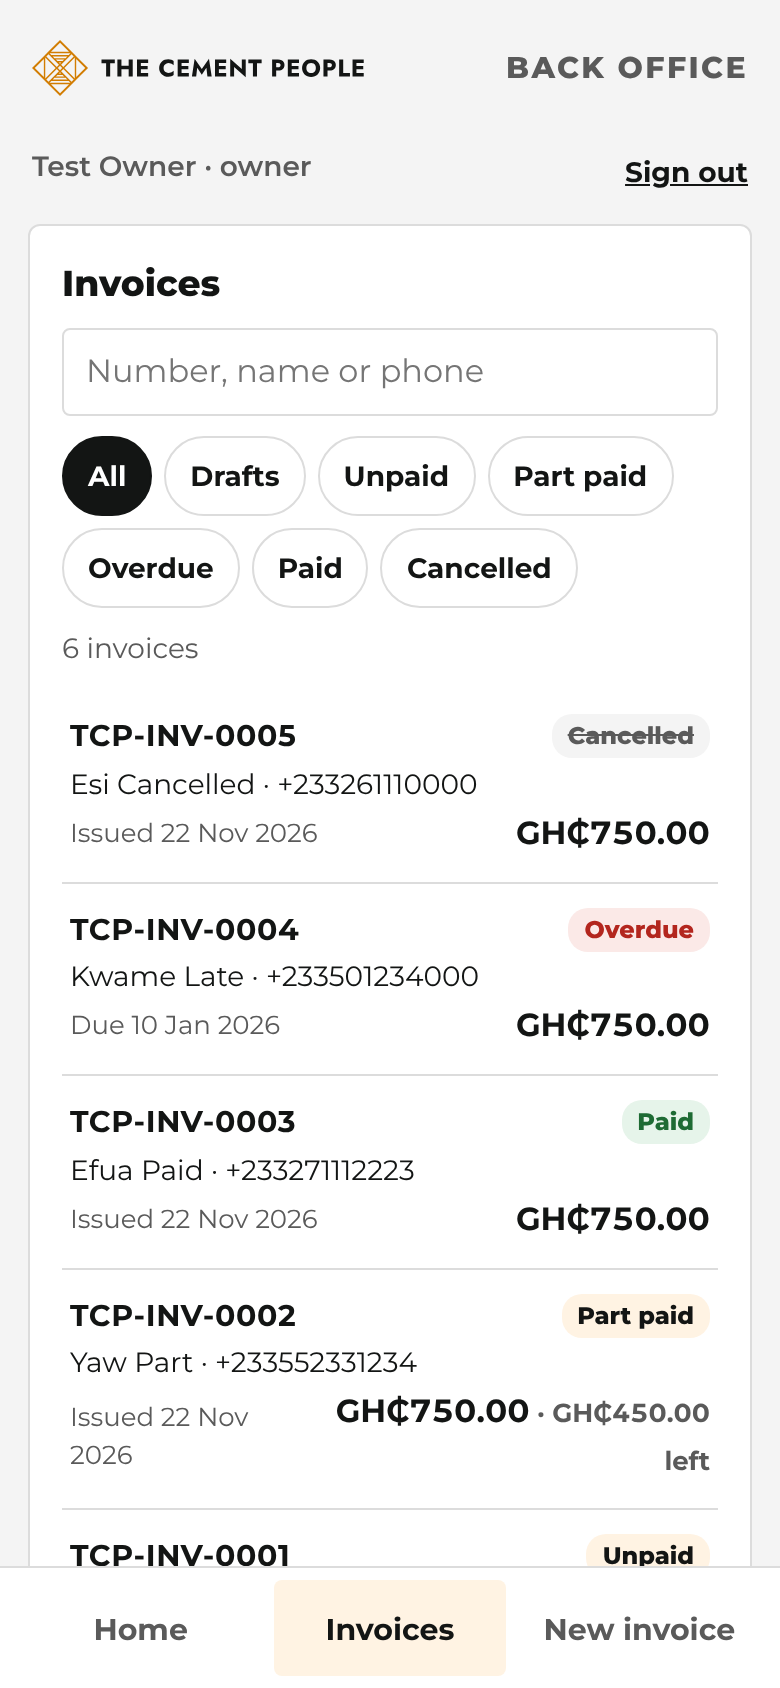 THE CEMENT PEOPLE
BACK OFFICE
Test Owner · owner
Sign out
Invoices
Number, name or phone
All
Drafts
Unpaid
Part paid
Overdue
Paid
Cancelled
6 invoices
TCP-INV-0005
Cancelled
Esi Cancelled · +233261110000
Issued 22 Nov 2026
GH₵750.00
TCP-INV-0004
Overdue
Kwame Late · +233501234000
Due 10 Jan 2026
GH₵750.00
TCP-INV-0003
Paid
Efua Paid · +233271112223
Issued 22 Nov 2026
GH₵750.00
TCP-INV-0002
Part paid
Yaw Part · +233552331234
Issued 22 Nov
2026
GH₵750.00 · GH₵450.00
left
TCP-INV-0001
Unpaid
Home
Invoices
New invoice